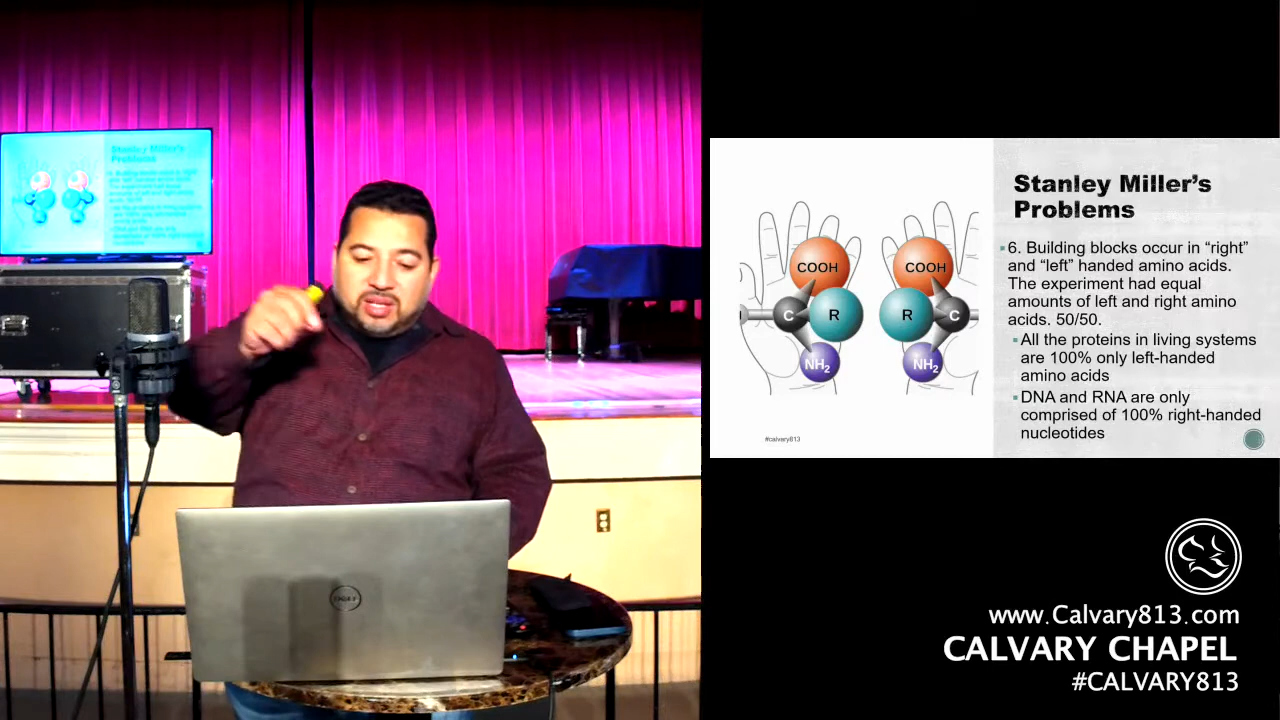 Stanley Miller's
Problems
6. Building blocks occur in “right”
and “left” handed amino acids.
The experiment had equal
amounts of left and right amino
acids. 50/50.
All the proteins in living systems
are 100% only left-handed
amino acids
DNA and RNA are only
comprised of 100% right-handed
nucleotides
COOH
COOH
C
R
R
C
NH₂
NH₂
#calvary813
Stanley Miller's
Problems
www.Calvary813.com
CALVARY CHAPEL
#CALVARY813